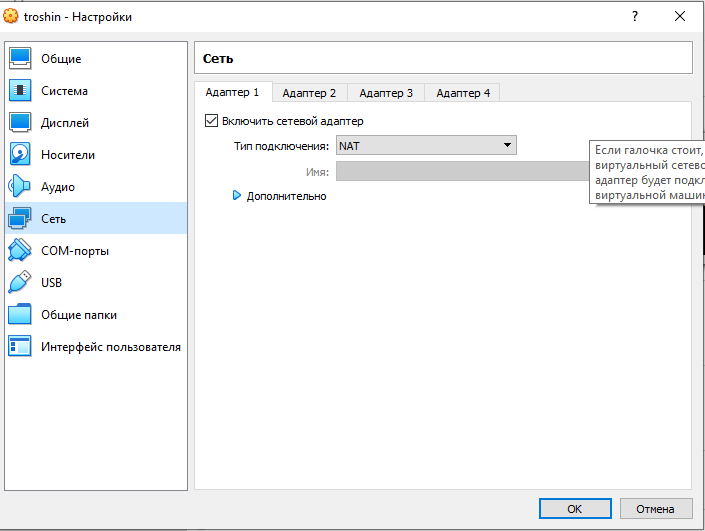 troshin - Настройки
?
Общие
Система
Дисплей
Носители
Аудио
Сеть
COM-порты
USB
Общие папки
Интерфейс пользователя
Сеть
Адаптер 1 Адаптер 2 Адаптер 3 Адаптер 4
Включить сетевой адаптер
Тип подключения: NAT
Имя:
Дополнительно
Если галочка стоит,
виртуальный сетево
адаптер будет подкл
виртуальной машин
OK Отмена